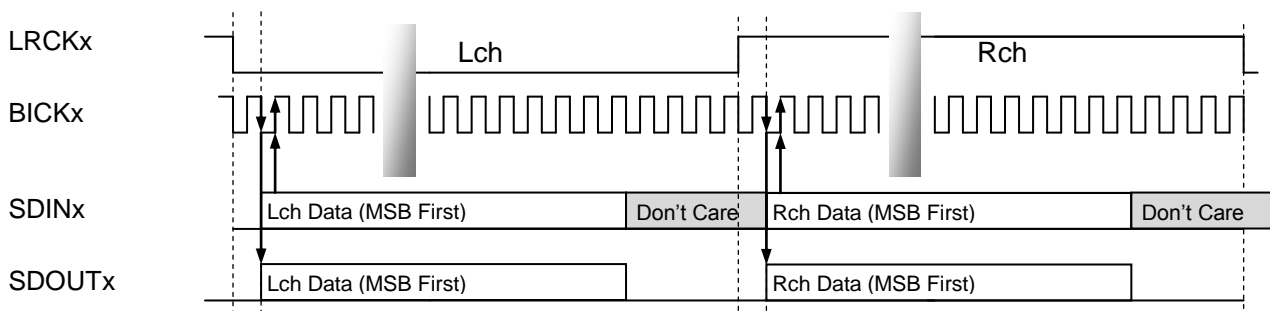 LRCKx
Lch
Rch
BICKx
SDINx
Lch Data (MSB First)
Don't Care
Rch Data (MSB First)
Don't Care
SDOUTx
Lch Data (MSB First)
Rch Data (MSB First)